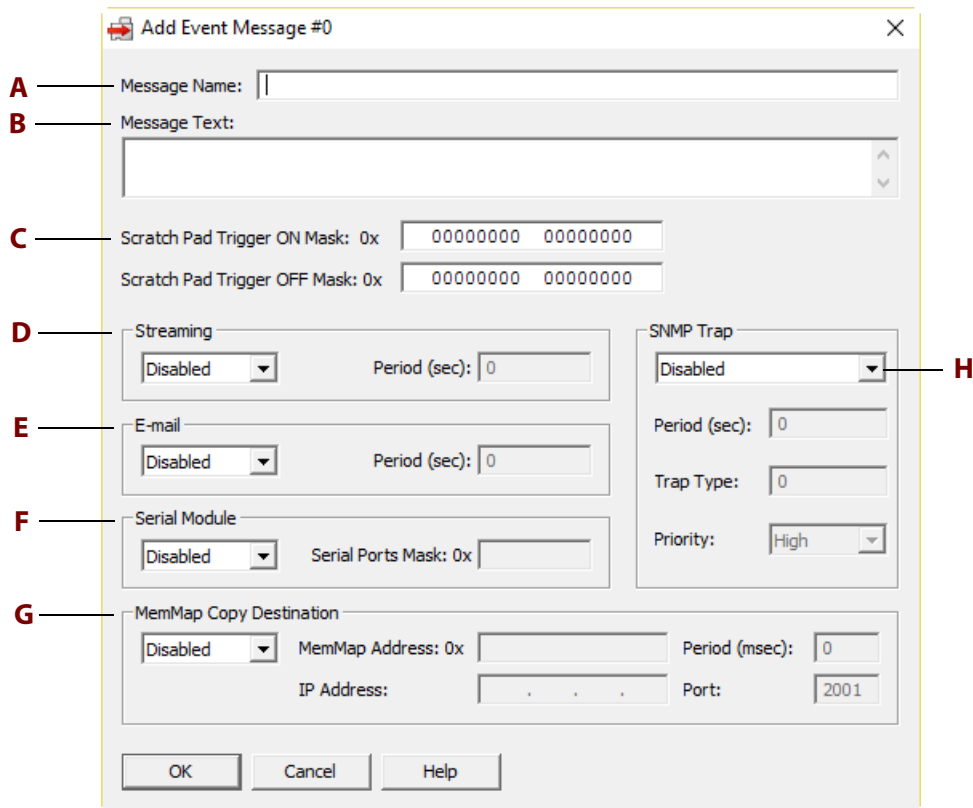 Add Event Message #0
A Message Name:
B Message Text:
C Scratch Pad Trigger ON Mask: 0x 00000000 00000000
Scratch Pad Trigger OFF Mask: 0x 00000000 00000000
D Streaming
Disabled Period (sec): 0
E E-mail
Disabled Period (sec): 0
F Serial Module
Disabled Serial Ports Mask: 0x
SNMP Trap
Disabled H
Period (sec): 0
Trap Type: 0
Priority: High
G MemMap Copy Destination
Disabled MemMap Address: 0x Period (msec): 0
IP Address: . . . Port: 2001
OK Cancel Help